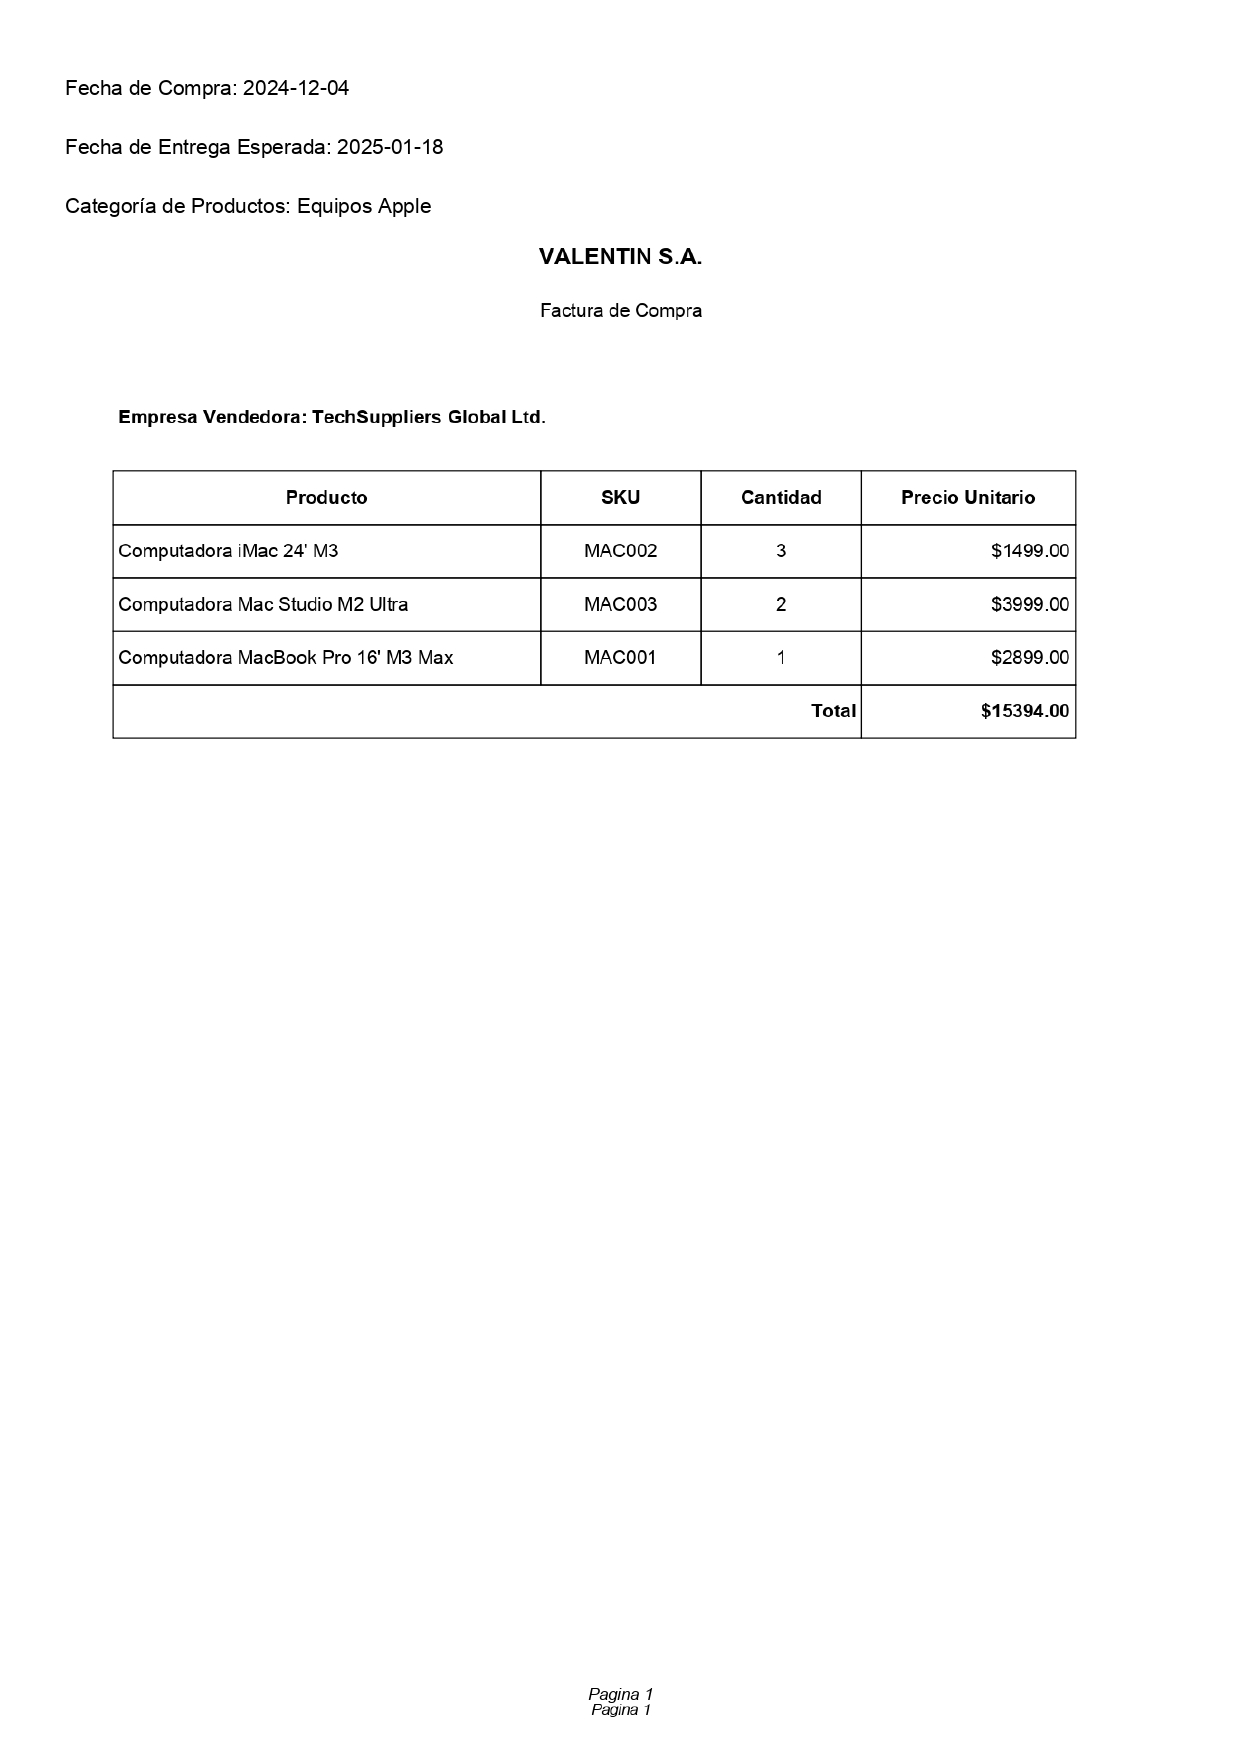 Fecha de Compra: 2024-12-04
Fecha de Entrega Esperada: 2025-01-18
Categoría de Productos: Equipos Apple
VALENTIN S.A.
Factura de Compra
Empresa Vendedora: TechSuppliers Global Ltd.
Producto SKU Cantidad Precio Unitario
Computadora iMac 24' M3 MAC002 3 $1499.00
Computadora Mac Studio M2 Ultra MAC003 2 $3999.00
Computadora MacBook Pro 16' M3 Max MAC001 1 $2899.00
Total $15394.00
Pagina 1
Pagina 1